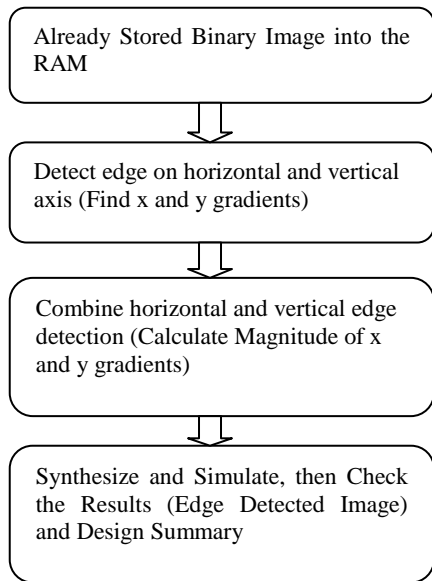 Already Stored Binary Image into the
RAM
Detect edge on horizontal and vertical
axis (Find x and y gradients)
Combine horizontal and vertical edge
detection (Calculate Magnitude of x
and y gradients)
Synthesize and Simulate, then Check
the Results (Edge Detected Image)
and Design Summary